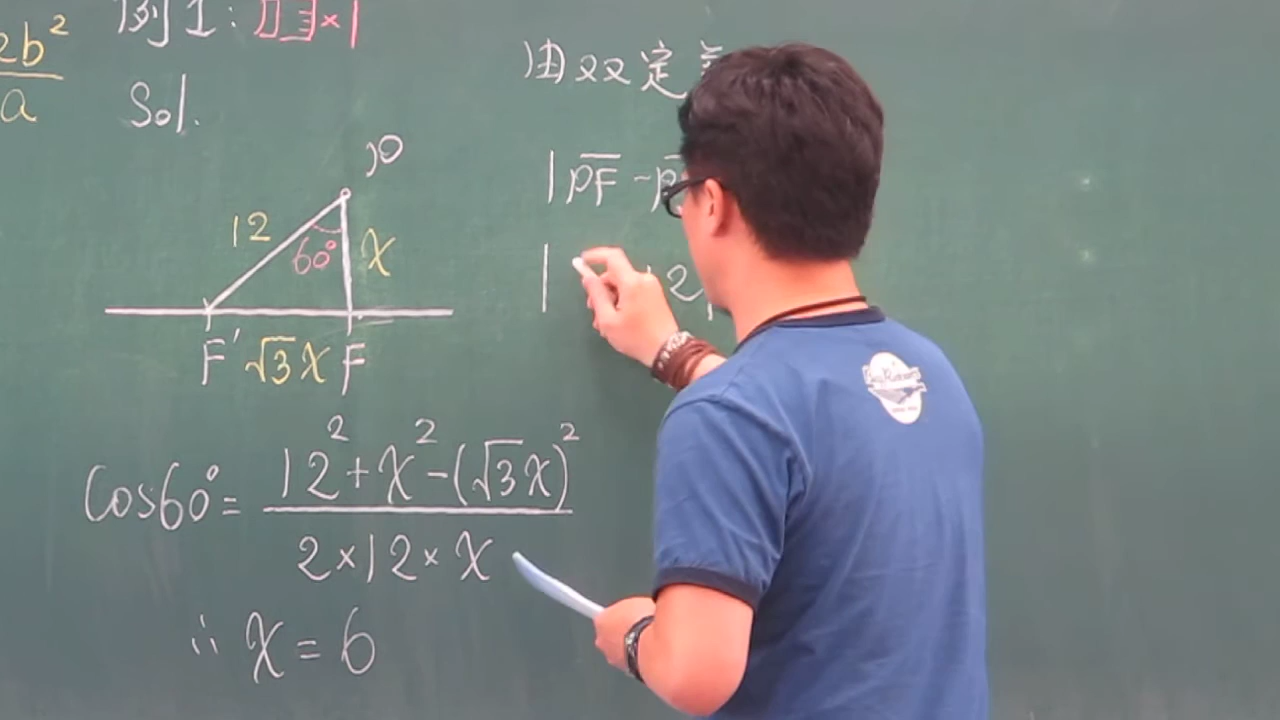 2b²
a
例1:
Sol.
P
12
60°
x
F' √3x F
cos60° = 12² + x² - (√3x)²
2×12×x
∴ x = 6
由双定
|PF - P
| 2